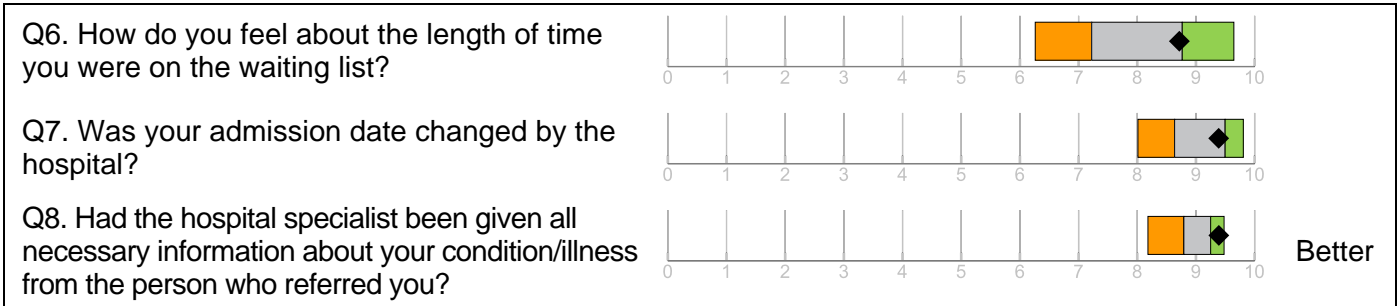 Q6. How do you feel about the length of time
you were on the waiting list?
0 1 2 3 4 5 6 7 8 9 10
Q7. Was your admission date changed by the
hospital?
0 1 2 3 4 5 6 7 8 9 10
Q8. Had the hospital specialist been given all
necessary information about your condition/illness
from the person who referred you?
0 1 2 3 4 5 6 7 8 9 10
Better